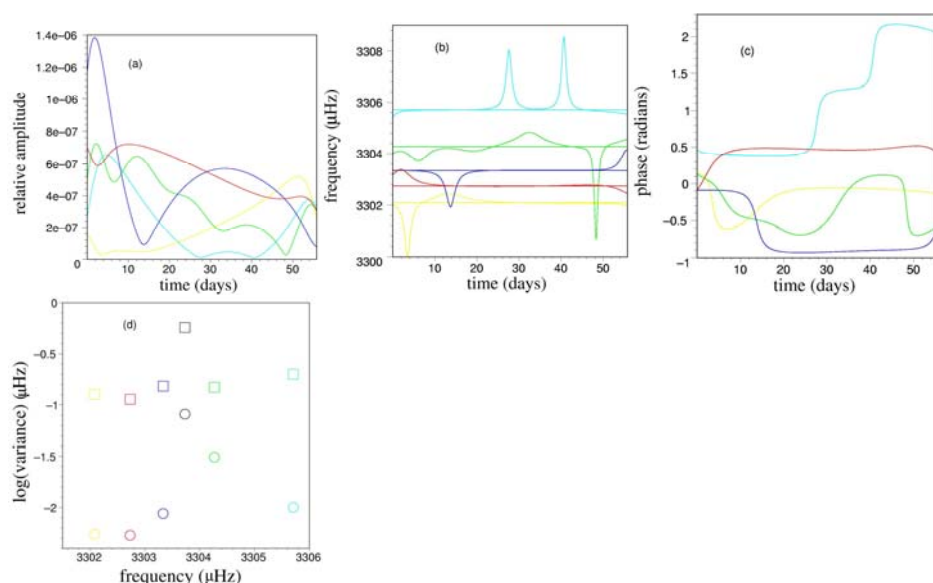 (a)
relative amplitude
1.4e−06
1.2e−06
1e−06
8e−07
6e−07
4e−07
2e−07
0
0 10 20 30 40 50
time (days)
(b)
frequency (μHz)
3308
3306
3304
3302
3300
0 10 20 30 40 50
time (days)
(c)
phase (radians)
2
1.5
1
0.5
0
−0.5
−1
10 20 30 40 50
time (days)
(d)
log(variance) (μHz)
0
−0.5
−1
−1.5
−2
3302 3303 3304 3305 3306
frequency (μHz)